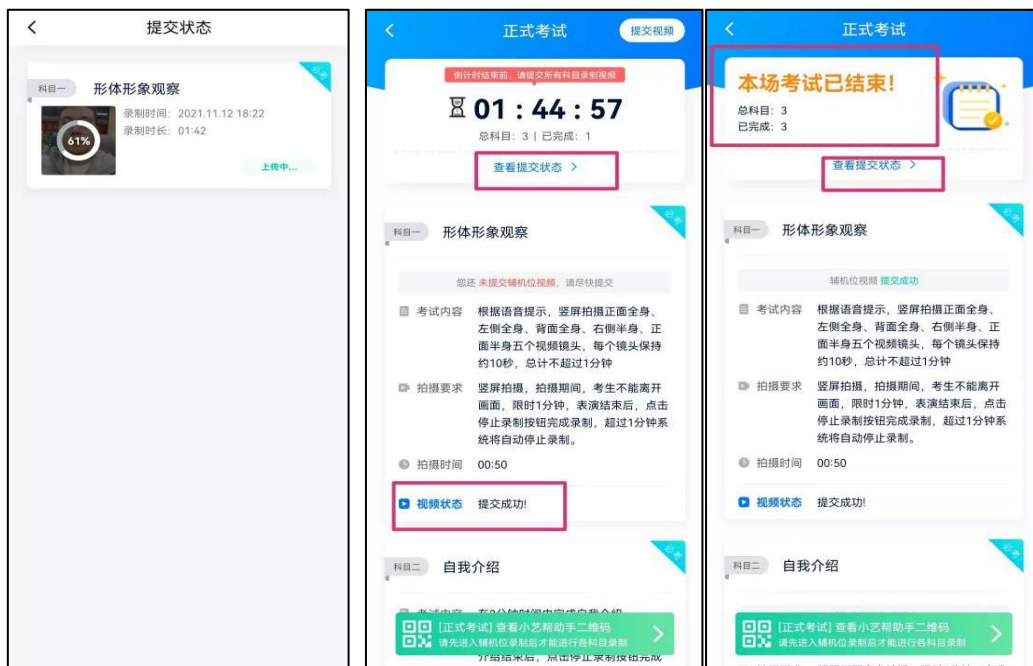 提交状态
科目一 形体形象观察
必考
录制时间: 2021.11.12 18:22
录制时长: 01:42
61%
上传中...
正式考试
提交视频
倒计时结束前，请提交所有科目录制视频
01 : 44 : 57
总科目: 3 | 已完成: 1
查看提交状态 >
必考
科目一 形体形象观察
您还 未提交辅机位视频，请尽快提交
考试内容 根据语音提示，竖屏拍摄正面全身、
左侧全身、背面全身、右侧半身、正
面半身五个视频镜头，每个镜头保持
约10秒，总计不超过1分钟
拍摄要求 竖屏拍摄，拍摄期间，考生不能离开
画面，限时1分钟，表演结束后，点击
停止录制按钮完成录制，超过1分钟系
统将自动停止录制。
拍摄时间 00:50
视频状态 提交成功!
必考
科目二 自我介绍
[正式考试] 查看小艺帮助手二维码
请先进入辅机位录制后才能进行各科目录制
介绍结束后，点击停止录制按钮完成
正式考试
本场考试已结束!
总科目: 3
已完成: 3
查看提交状态 >
必考
科目一 形体形象观察
辅机位视频 提交成功
考试内容 根据语音提示，竖屏拍摄正面全身、
左侧全身、背面全身、右侧半身、正
面半身五个视频镜头，每个镜头保持
约10秒，总计不超过1分钟
拍摄要求 竖屏拍摄，拍摄期间，考生不能离开
画面，限时1分钟，表演结束后，点击
停止录制按钮完成录制，超过1分钟系
统将自动停止录制。
拍摄时间 00:50
视频状态 提交成功!
必考
科目二 自我介绍
[正式考试] 查看小艺帮助手二维码
请先进入辅机位录制后才能进行各科目录制